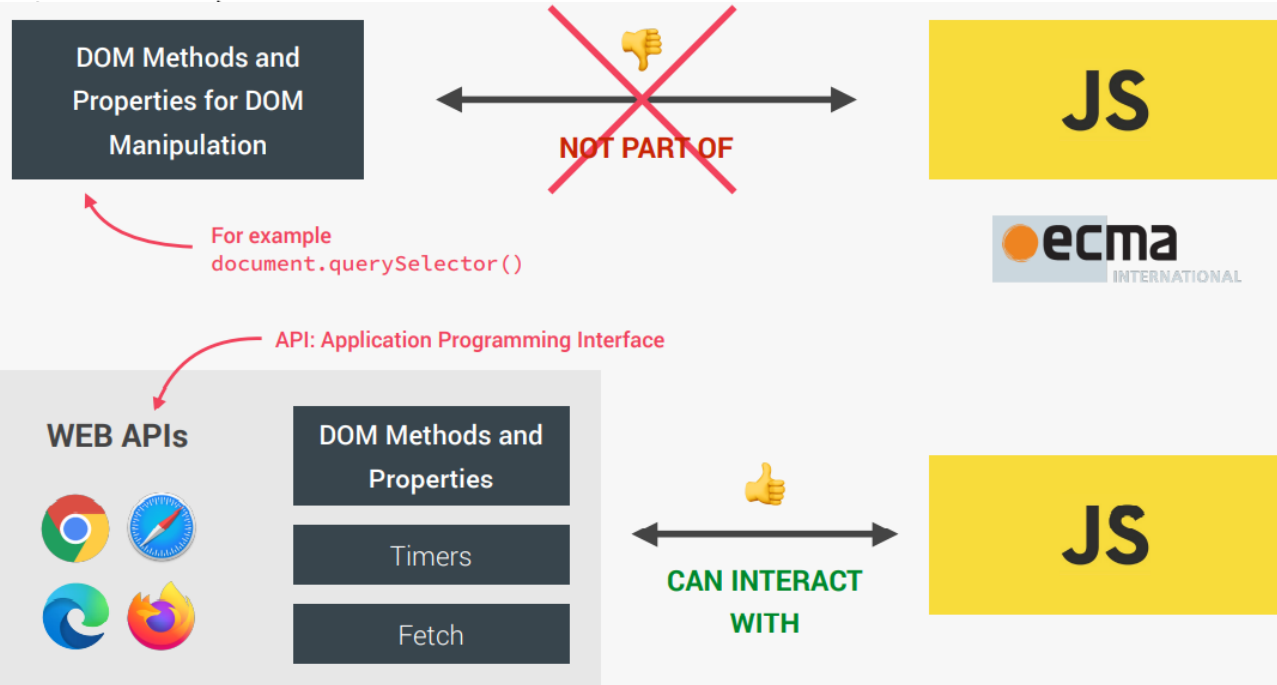 DOM Methods and
Properties for DOM
Manipulation
NOT PART OF
JS
For example
document.querySelector()
ecma
INTERNATIONAL
API: Application Programming Interface
WEB APIs
DOM Methods and
Properties
Timers
Fetch
CAN INTERACT
WITH
JS